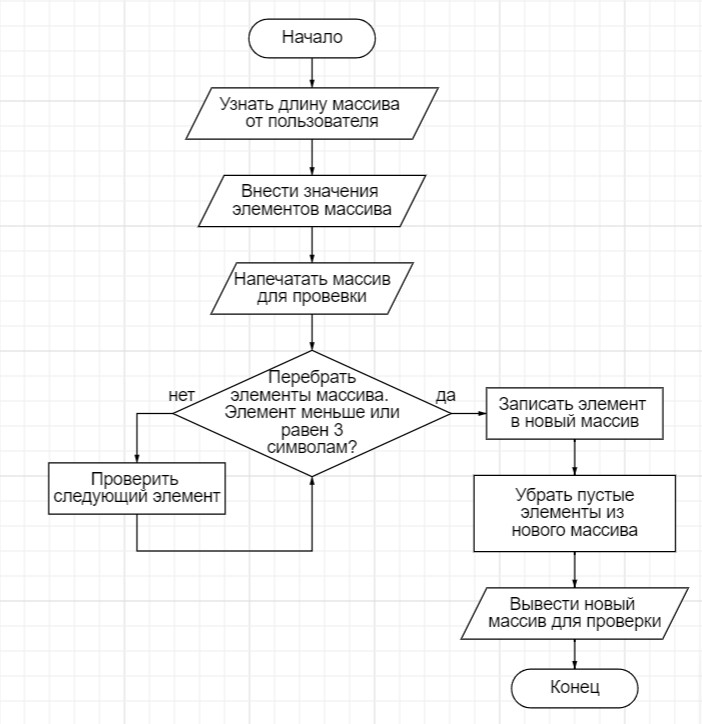 Начало
Узнать длину массива
от пользователя
Внести значения
элементов массива
Напечатать массив
для провевки
Перебрать
элементы массива.
Элемент меньше или
равен 3
символам?
нет
да
Проверить
следующий элемент
Записать элемент
в новый массив
Убрать пустые
элементы из
нового массива
Вывести новый
массив для проверки
Конец